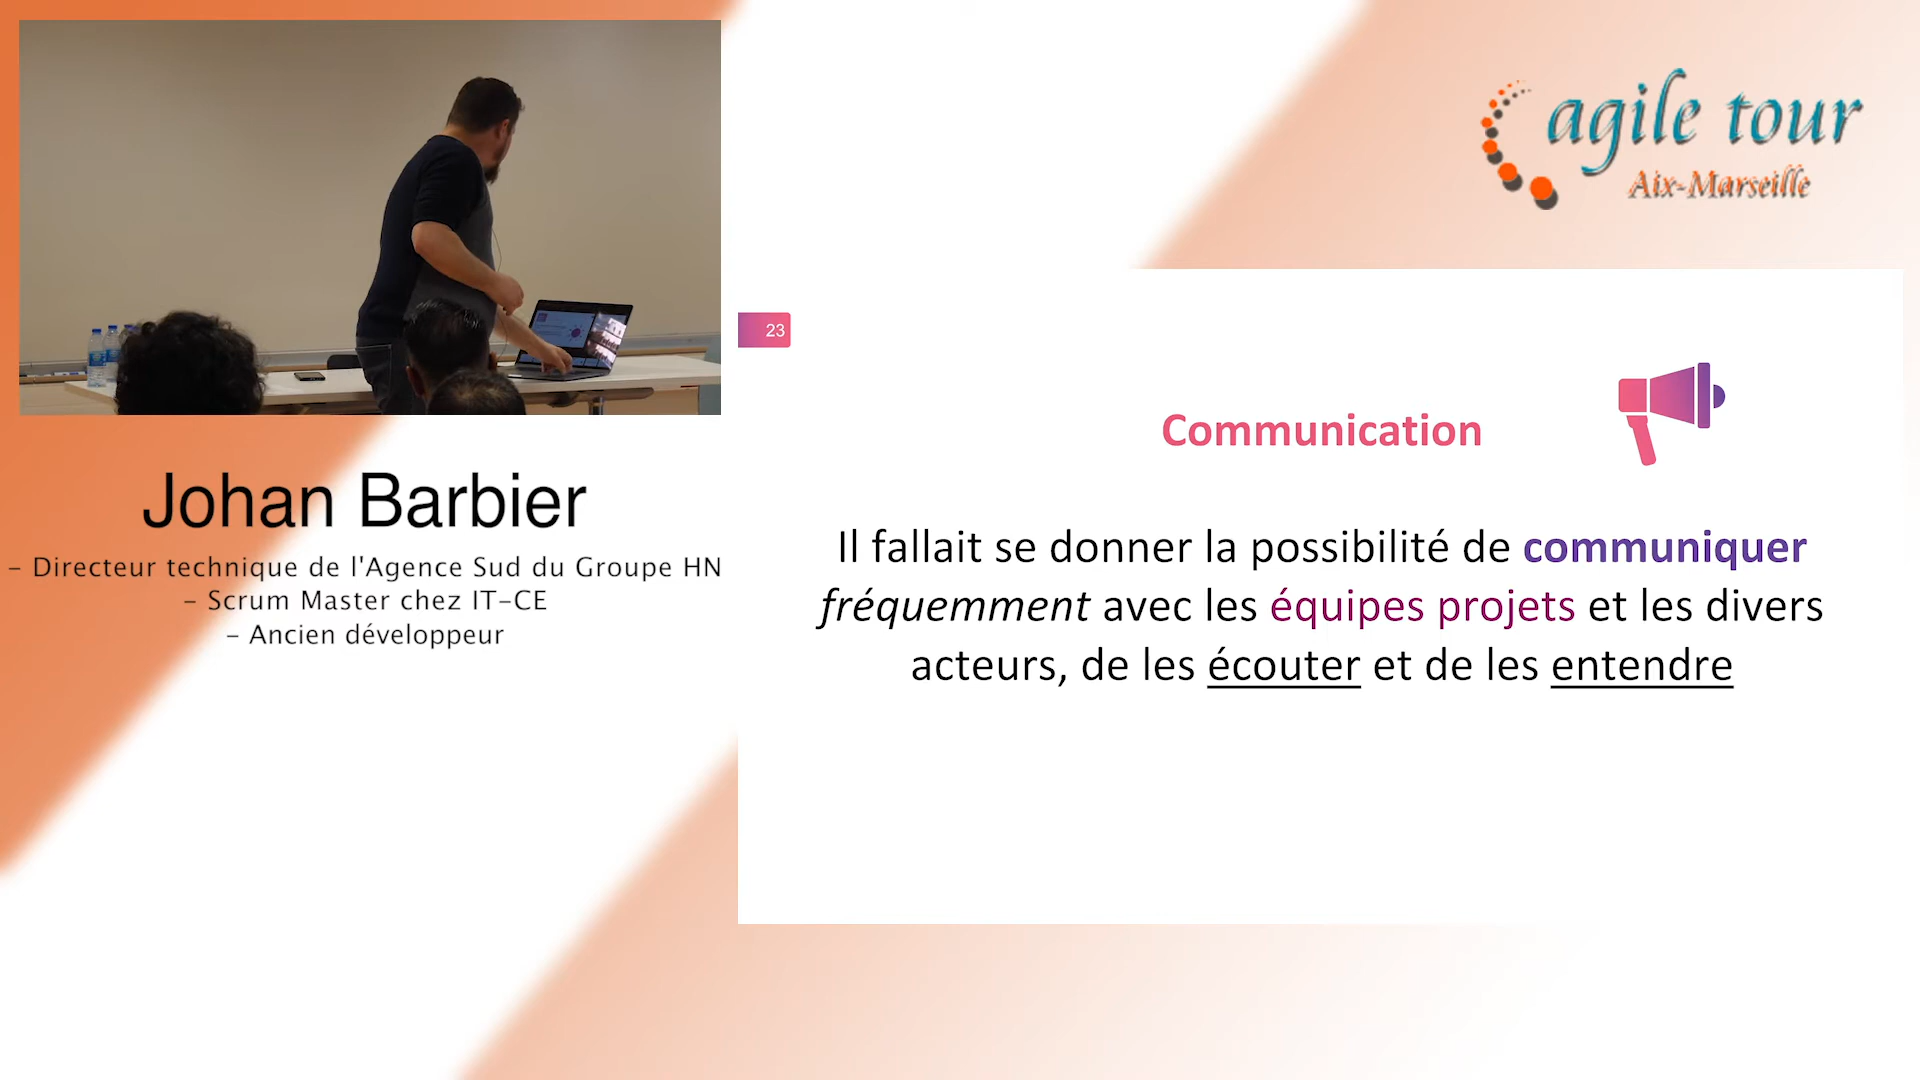 agile tour
Aix-Marseille
23
Communication
Il fallait se donner la possibilité de communiquer
fréquemment avec les équipes projets et les divers
acteurs, de les écouter et de les entendre
Johan Barbier
- Directeur technique de l'Agence Sud du Groupe HN
- Scrum Master chez IT-CE
- Ancien développeur